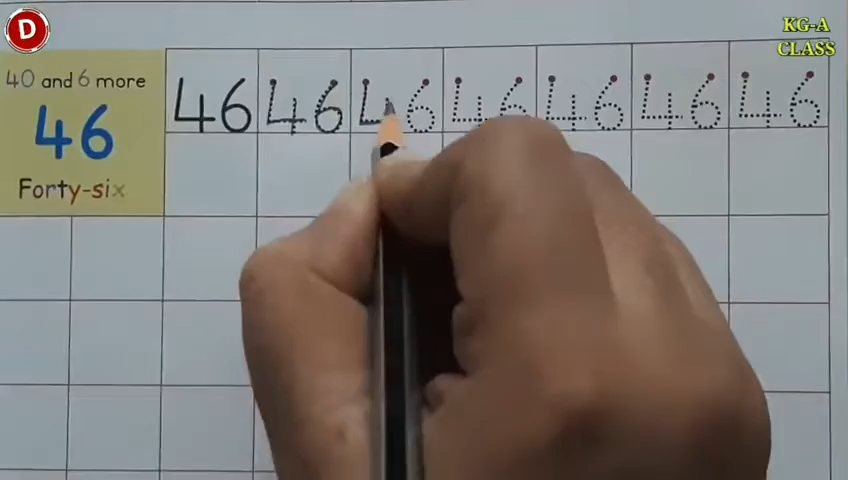 D
KG-A
CLASS
40 and 6 more
46
Forty-six
46 46 46 46 46 46 46